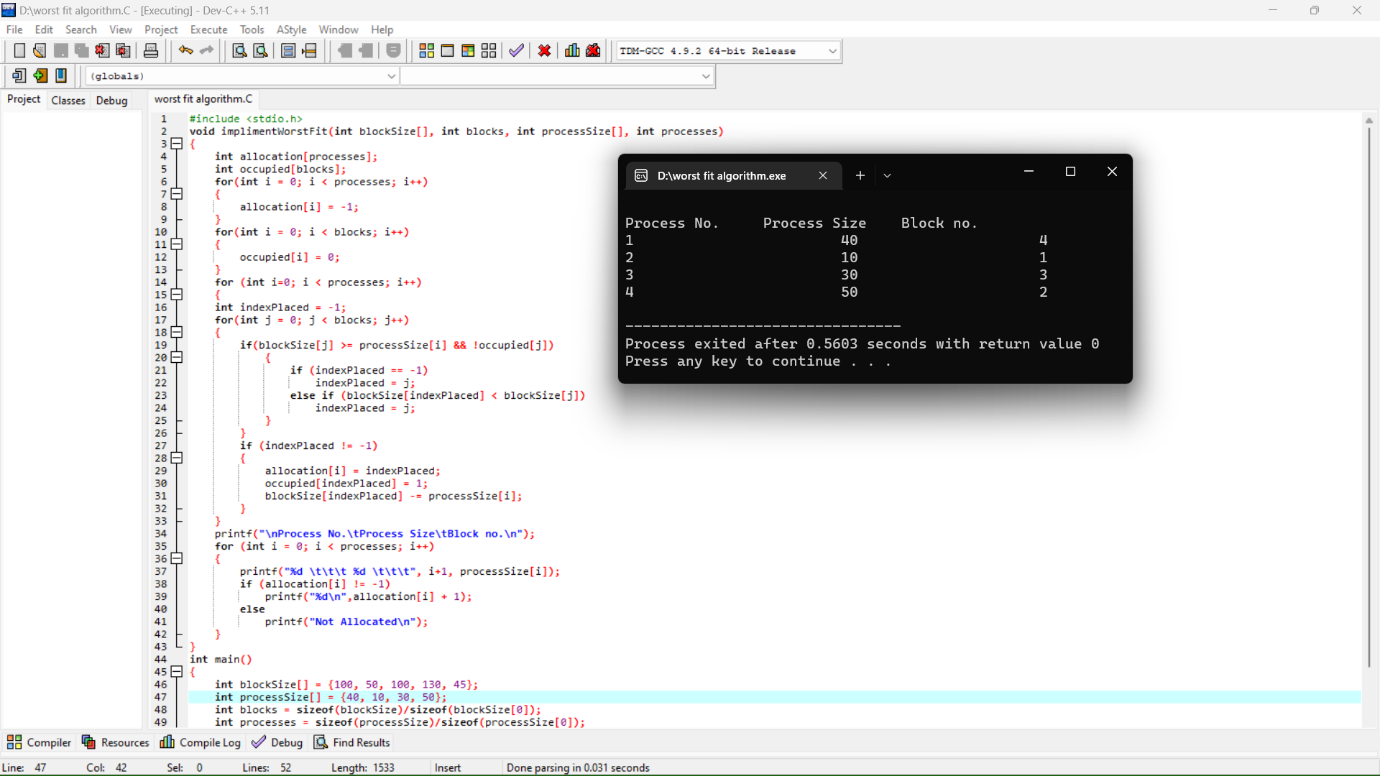 D:\worst fit algorithm.C - [Executing] - Dev-C++ 5.11
File Edit Search View Project Execute Tools AStyle Window Help
TDM-GCC 4.9.2 64-bit Release
(globals)
Project Classes Debug
worst fit algorithm.C
1 #include <stdio.h>
2 void implimentWorstFit(int blockSize[], int blocks, int processSize[], int processes)
3 {
4 int allocation[processes];
5 int occupied[blocks];
6 for(int i = 0; i < processes; i++)
7 {
8 allocation[i] = -1;
9 }
10 for(int i = 0; i < blocks; i++)
11 {
12 occupied[i] = 0;
13 }
14 for (int i=0; i < processes; i++)
15 {
16 int indexPlaced = -1;
17 for(int j = 0; j < blocks; j++)
18 {
19 if(blockSize[j] >= processSize[i] && !occupied[j])
20 {
21 if (indexPlaced == -1)
22 indexPlaced = j;
23 else if (blockSize[indexPlaced] < blockSize[j])
24 indexPlaced = j;
25 }
26 }
27 if (indexPlaced != -1)
28 {
29 allocation[i] = indexPlaced;
30 occupied[indexPlaced] = 1;
31 blockSize[indexPlaced] -= processSize[i];
32 }
33 }
34 printf("\nProcess No.\tProcess Size\tBlock no.\n");
35 for (int i = 0; i < processes; i++)
36 {
37 printf("%d \t\t\t %d \t\t\t", i+1, processSize[i]);
38 if (allocation[i] != -1)
39 printf("%d\n",allocation[i] + 1);
40 else
41 printf("Not Allocated\n");
42 }
43 }
44 int main()
45 {
46 int blockSize[] = {100, 50, 100, 130, 45};
47 int processSize[] = {40, 10, 30, 50};
48 int blocks = sizeof(blockSize)/sizeof(blockSize[0]);
49 int processes = sizeof(processSize)/sizeof(processSize[0]);
D:\worst fit algorithm.exe
Process No. Process Size Block no.
1 40 4
2 10 1
3 30 3
4 50 2
--------------------------------
Process exited after 0.5603 seconds with return value 0
Press any key to continue . . .
Compiler Resources Compile Log Debug Find Results
Line: 47 Col: 42 Sel: 0 Lines: 52 Length: 1533 Insert Done parsing in 0.031 seconds